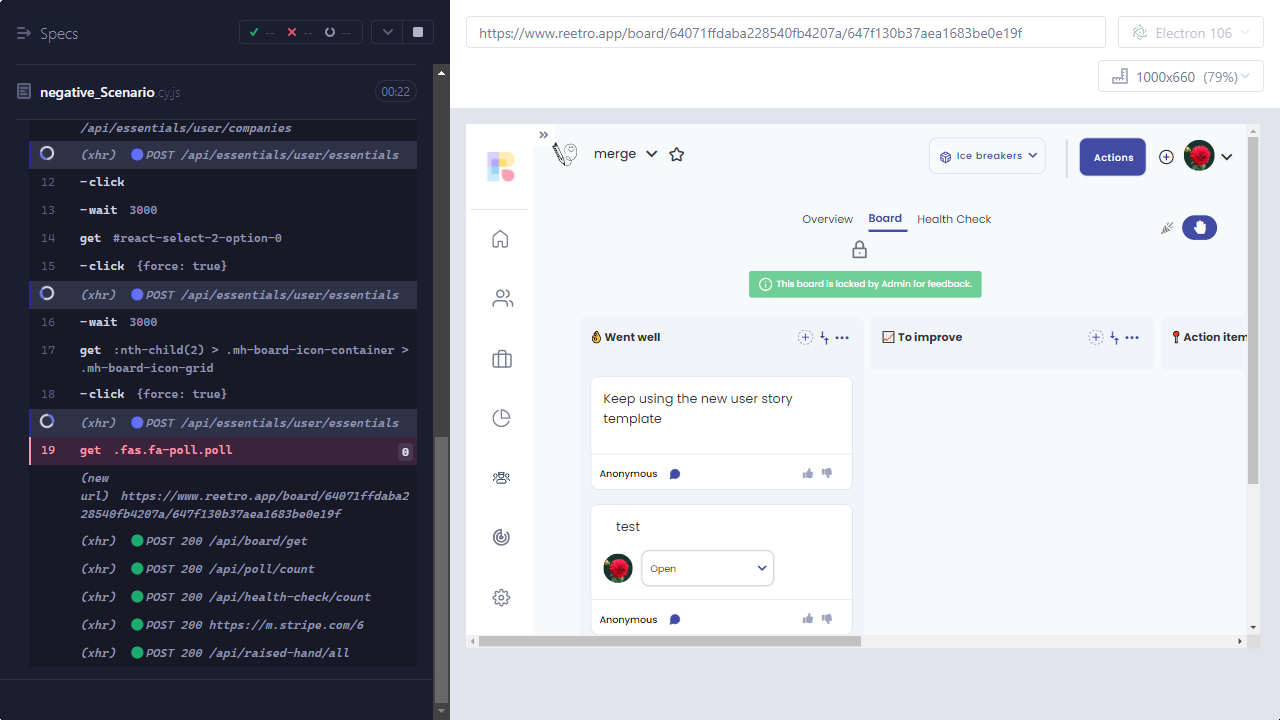 Specs
-- -- --
negative_Scenario.cy.js
00:22
/api/essentials/user/companies
(xhr) POST /api/essentials/user/essentials
12 -click
13 -wait 3000
14 get #react-select-2-option-0
15 -click {force: true}
(xhr) POST /api/essentials/user/essentials
16 -wait 3000
17 get :nth-child(2) > .mh-board-icon-container >
.mh-board-icon-grid
18 -click {force: true}
(xhr) POST /api/essentials/user/essentials
19 get .fas.fa-poll.poll 0
(new
url) https://www.reetro.app/board/64071ffdaba2
28540fb4207a/647f130b37aea1683be0e19f
(xhr) POST 200 /api/board/get
(xhr) POST 200 /api/poll/count
(xhr) POST 200 /api/health-check/count
(xhr) POST 200 https://m.stripe.com/6
(xhr) POST 200 /api/raised-hand/all
https://www.reetro.app/board/64071ffdaba228540fb4207a/647f130b37aea1683be0e19f
Electron 106
1000x660 (79%)
merge
Ice breakers
Actions
Overview Board Health Check
This board is locked by Admin for feedback.
Went well
To improve
Action item
Keep using the new user story
template
Anonymous
test
Open
Anonymous